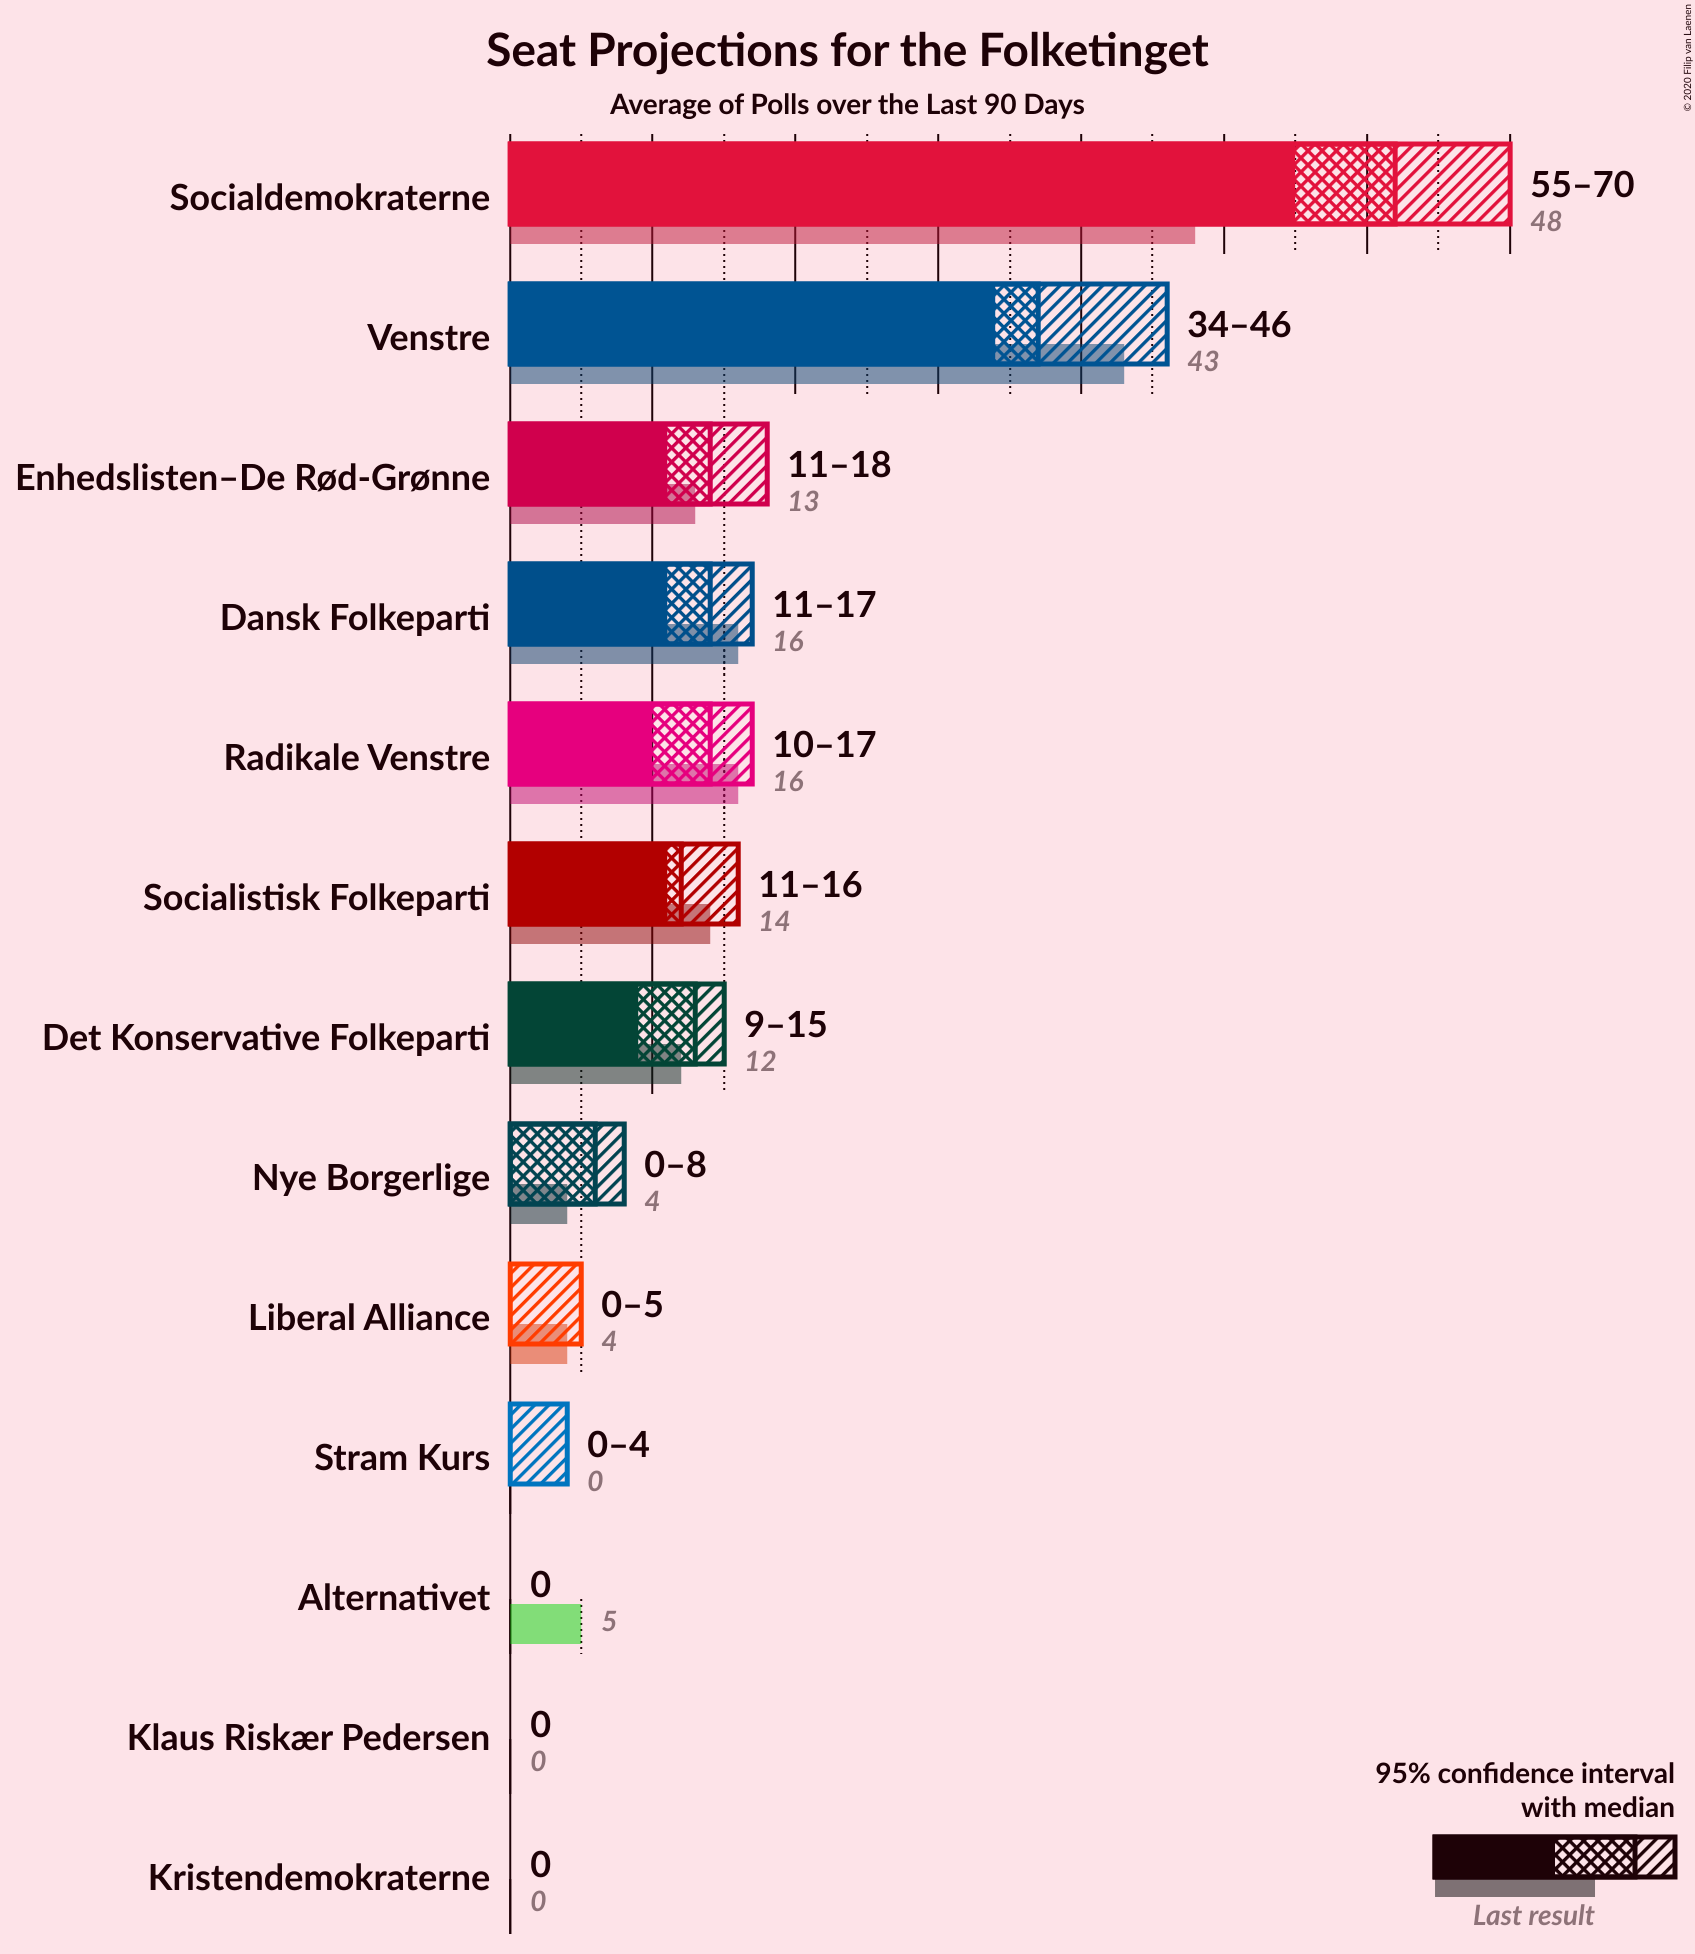 Seat Projections for the Folketinget
Average of Polls over the Last 90 Days
© 2020 Filip van Laenen
Socialdemokraterne
55–70
48
Venstre
34–46
43
Enhedslisten–De Rød-Grønne
11–18
13
Dansk Folkeparti
11–17
16
Radikale Venstre
10–17
16
Socialistisk Folkeparti
11–16
14
Det Konservative Folkeparti
9–15
12
Nye Borgerlige
0–8
4
Liberal Alliance
0–5
4
Stram Kurs
0–4
0
Alternativet
0
5
Klaus Riskær Pedersen
0
0
Kristendemokraterne
0
0
95% confidence interval
with median
Last result